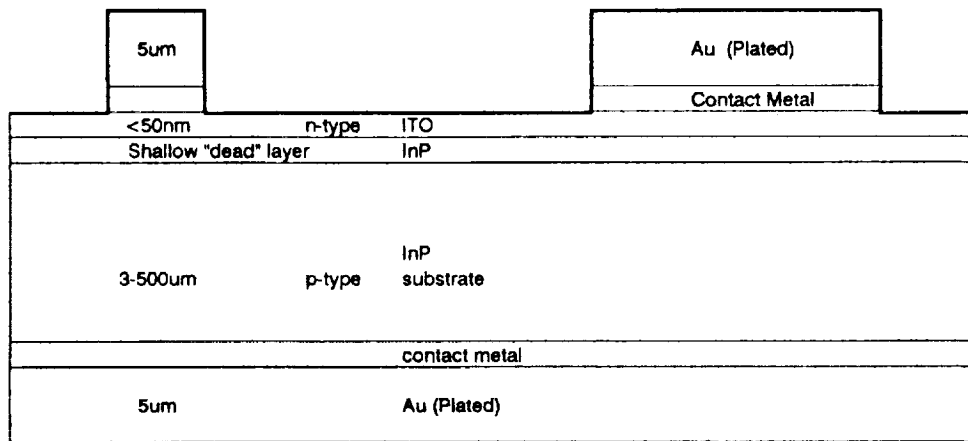 5um Au (Plated)
Contact Metal
<50nm n-type ITO
Shallow "dead" layer InP
InP
3-500um p-type substrate
contact metal
5um Au (Plated)